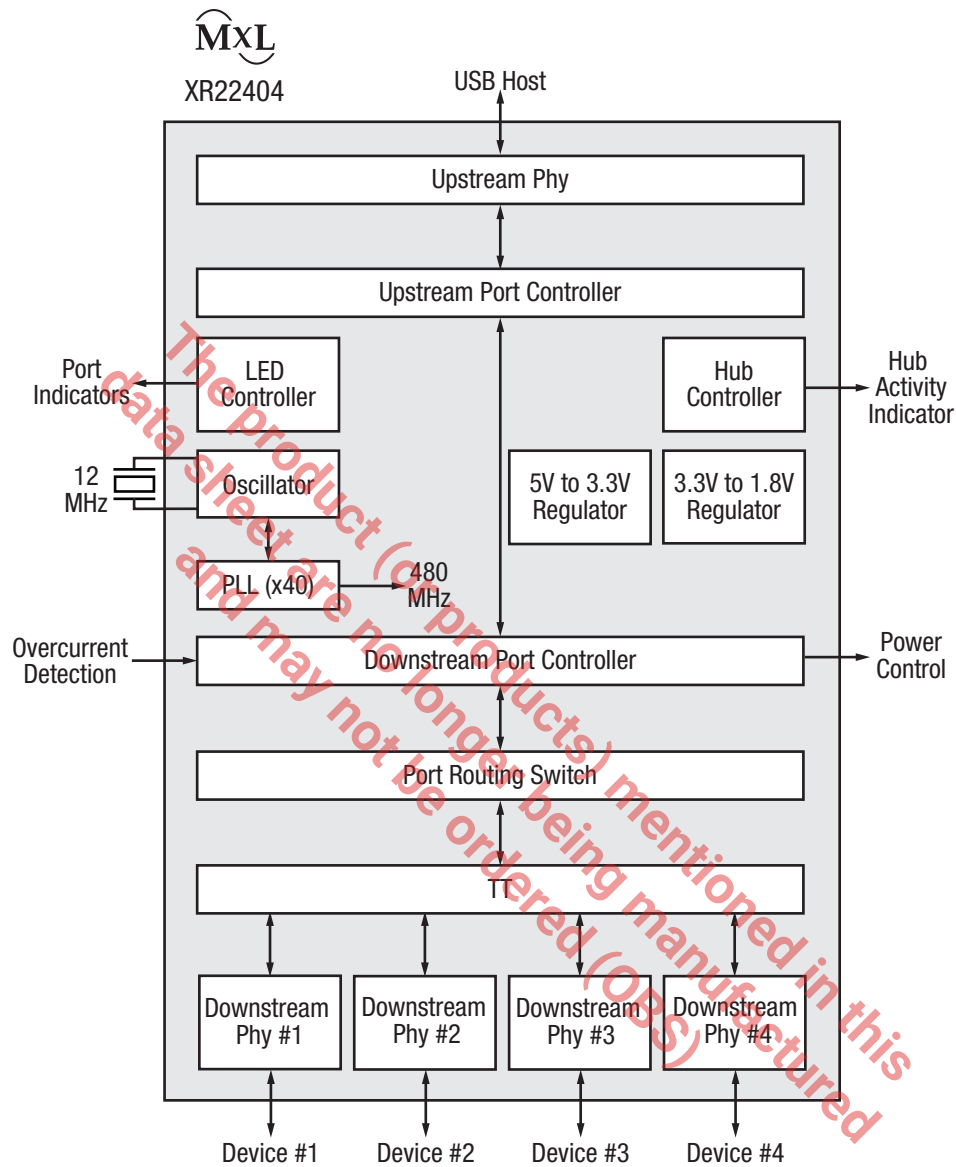 MxL
XR22404
USB Host
Upstream Phy
Upstream Port Controller
Port
Indicators
LED
Controller
Hub
Controller
Hub
Activity
Indicator
12
MHz
Oscillator
5V to 3.3V
Regulator
3.3V to 1.8V
Regulator
PLL (x40)
480
MHz
Overcurrent
Detection
Downstream Port Controller
Power
Control
Port Routing Switch
TT
Downstream
Phy #1
Downstream
Phy #2
Downstream
Phy #3
Downstream
Phy #4
Device #1
Device #2
Device #3
Device #4
The product (or products) mentioned in this
data sheet are no longer being manufactured
and may not be ordered (OBS)